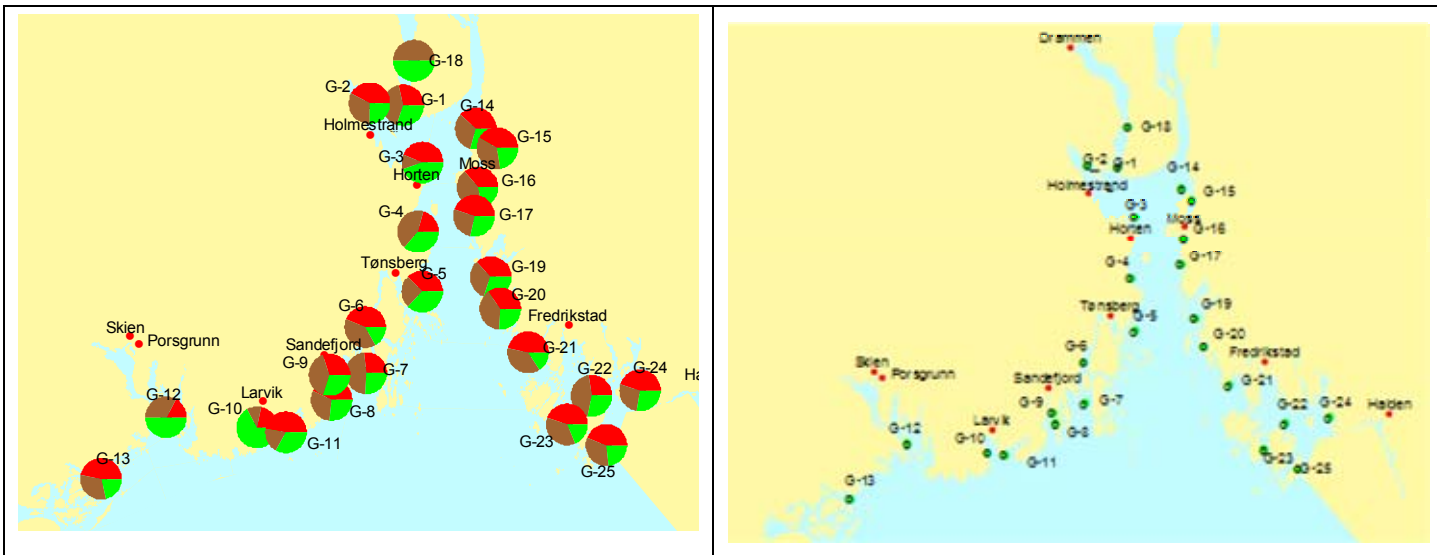 G-18
G-2
G-1
G-14
Holmestrand
G-15
G-3
Moss
Horten
G-16
G-4
G-17
Tønsberg
G-5
G-19
G-20
G-6
Fredrikstad
Skien
Porsgrunn
Sandefjord
G-21
G-9
G-7
G-22
G-24
Ha
G-12
Larvik
G-10
G-8
G-11
G-23
G-25
G-13
Drammen
G-18
G-2
G-1
G-14
Holmestrand
G-15
G-3
Moss
Horten
G-16
G-17
G-4
Tønsberg
G-19
G-5
G-20
G-6
Fredrikstad
Skien
Porsgrunn
Sandefjord
G-21
G-7
G-9
G-22
G-24
Halden
G-8
Larvik
G-12
G-10
G-11
G-23
G-25
G-13